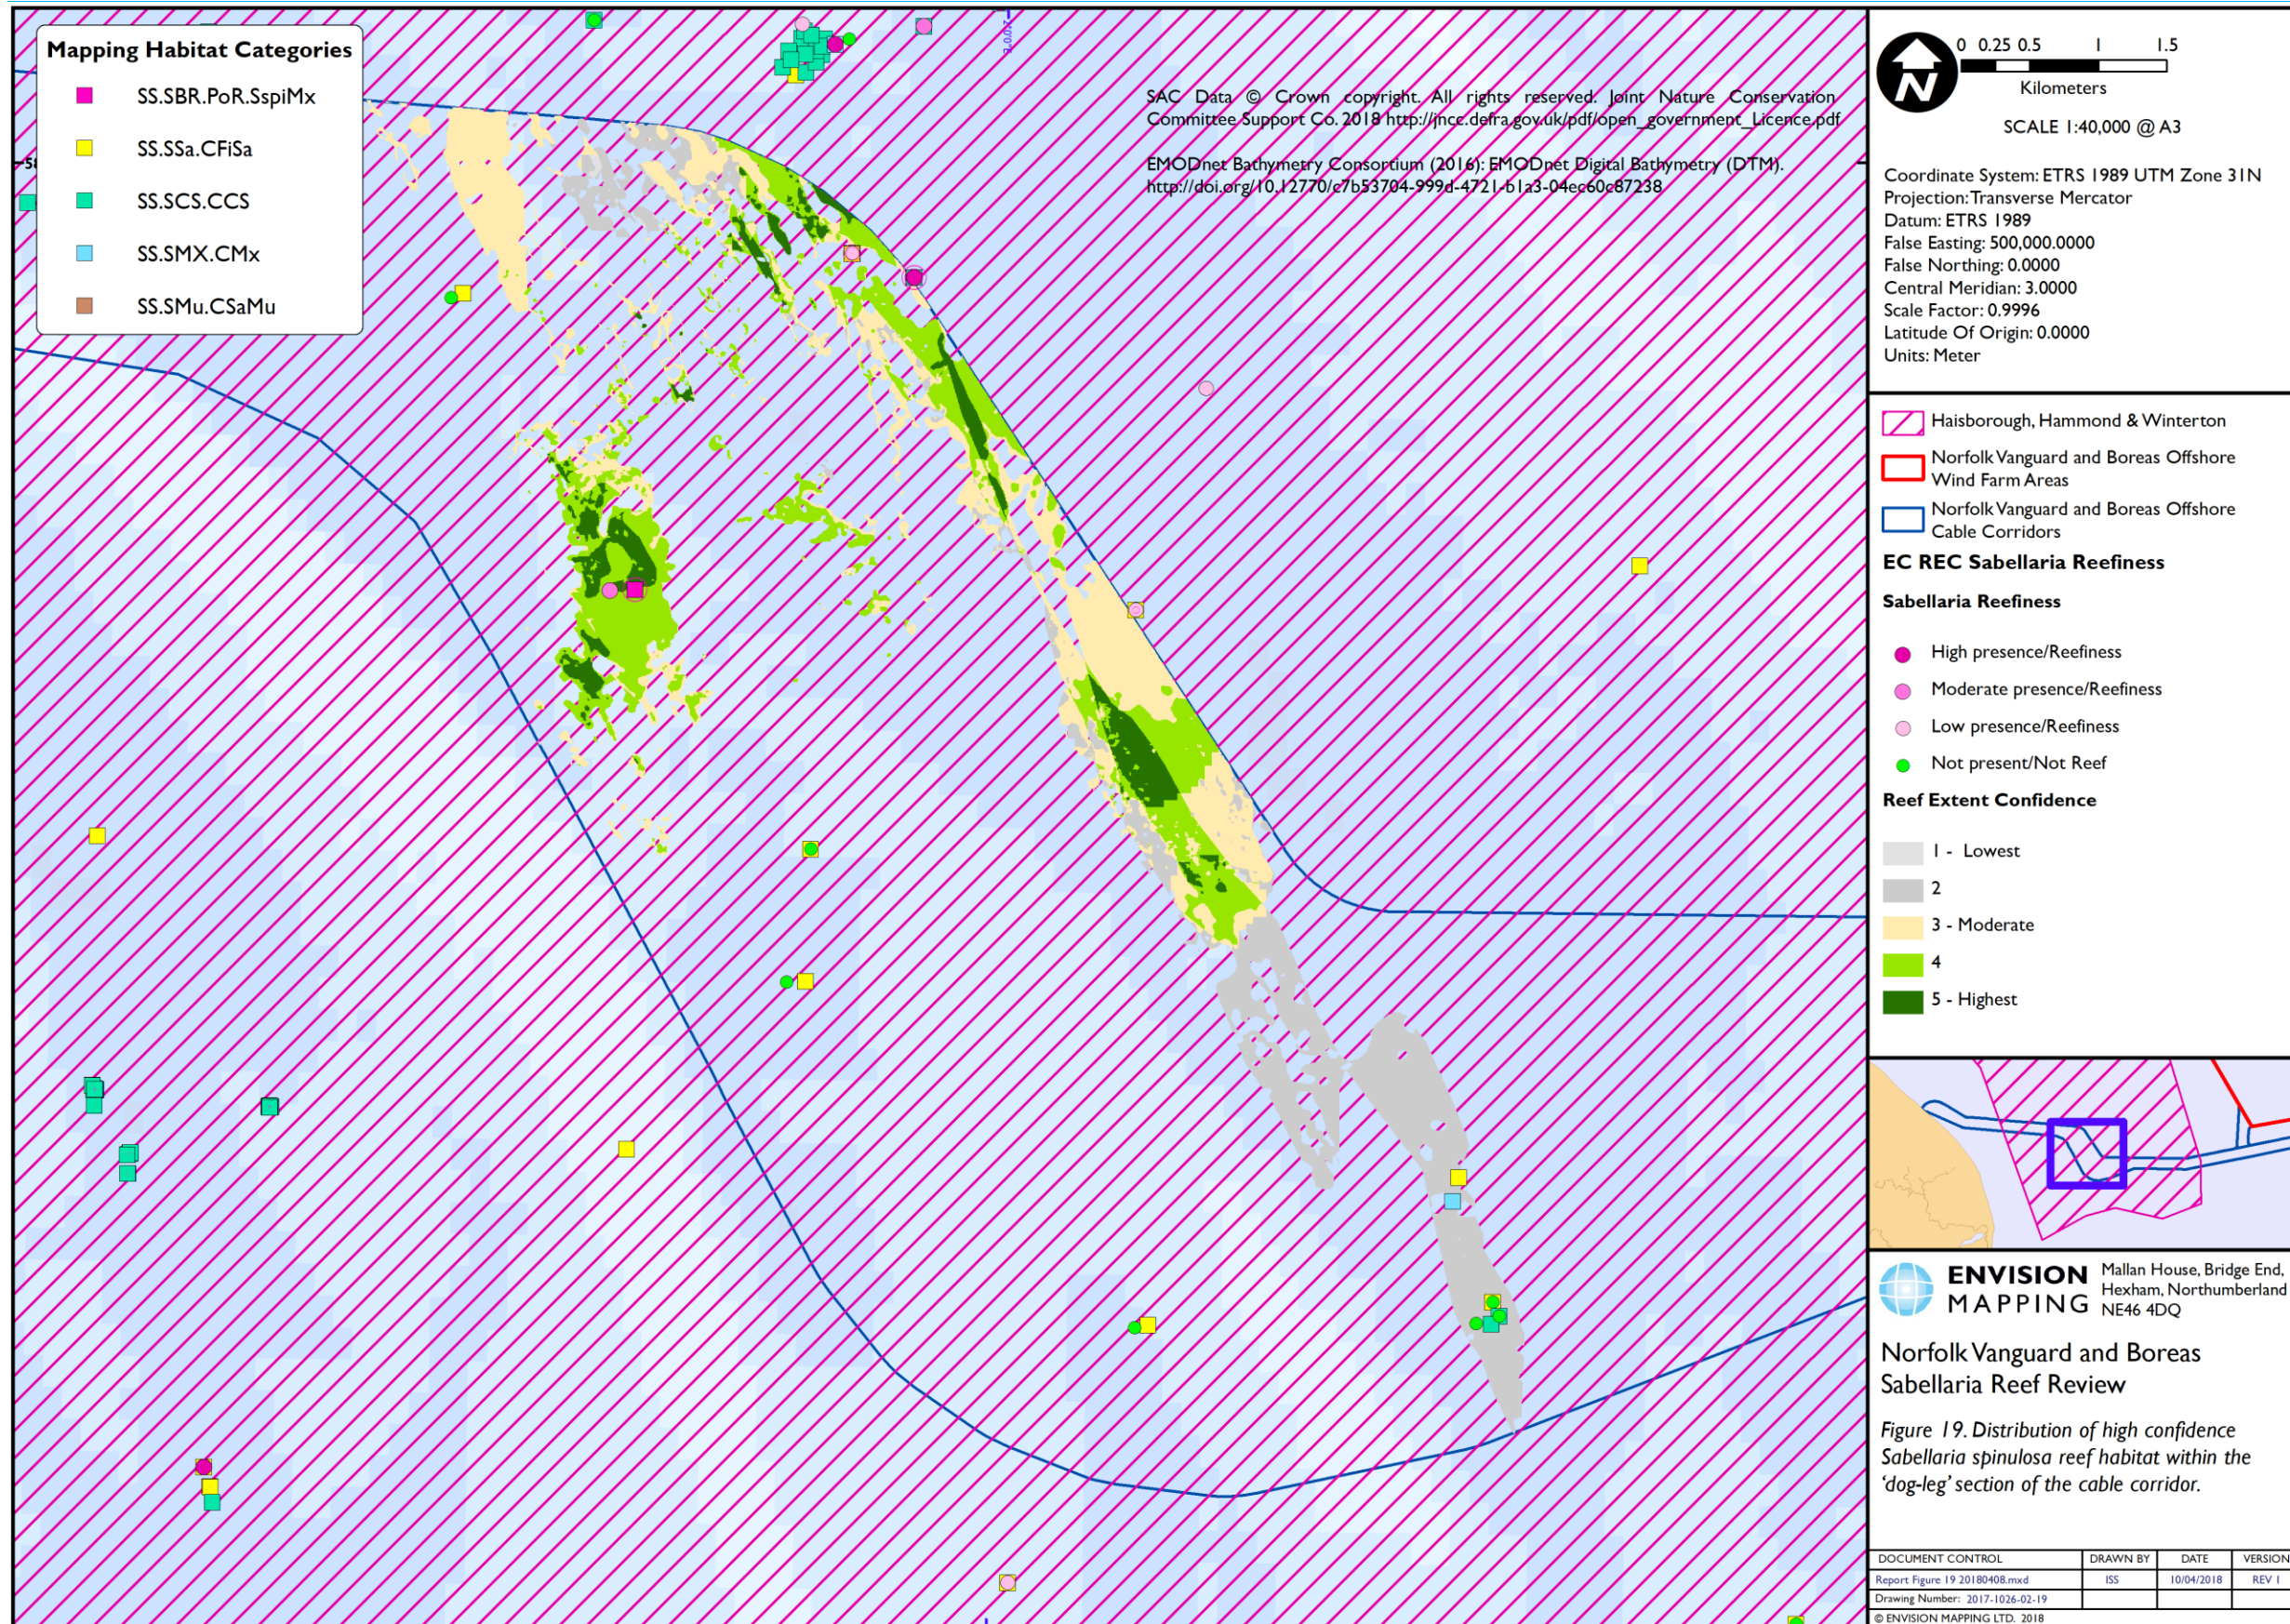 Mapping Habitat Categories
SS.SBR.PoR.SspiMx
SS.SSa.CFiSa
SS.SCS.CCS
SS.SMX.CMx
SS.SMu.CSaMu
58
SAC Data © Crown copyright. All rights reserved. Joint Nature Conservation
Committee Support Co. 2018 http://jncc.defra.gov.uk/pdf/open_government_Licence.pdf
EMODnet Bathymetry Consortium (2016): EMODnet Digital Bathymetry (DTM).
http://doi.org/10.12770/c7b53704-999d-4721-b1a3-04ec60c87238
N
0 0.25 0.5 1 1.5
Kilometers
SCALE 1:40,000 @ A3
Coordinate System: ETRS 1989 UTM Zone 31N
Projection: Transverse Mercator
Datum: ETRS 1989
False Easting: 500,000.0000
False Northing: 0.0000
Central Meridian: 3.0000
Scale Factor: 0.9996
Latitude Of Origin: 0.0000
Units: Meter
Haisborough, Hammond & Winterton
Norfolk Vanguard and Boreas Offshore
Wind Farm Areas
Norfolk Vanguard and Boreas Offshore
Cable Corridors
EC REC Sabellaria Reefiness
Sabellaria Reefiness
High presence/Reefiness
Moderate presence/Reefiness
Low presence/Reefiness
Not present/Not Reef
Reef Extent Confidence
1 - Lowest
2
3 - Moderate
4
5 - Highest
ENVISION
MAPPING
Mallan House, Bridge End,
Hexham, Northumberland
NE46 4DQ
Norfolk Vanguard and Boreas
Sabellaria Reef Review
Figure 19. Distribution of high confidence
Sabellaria spinulosa reef habitat within the
‘dog-leg’ section of the cable corridor.
DOCUMENT CONTROL DRAWN BY DATE VERSION
Report Figure 19 20180408.mxd ISS 10/04/2018 REV 1
Drawing Number: 2017-1026-02-19
© ENVISION MAPPING LTD. 2018